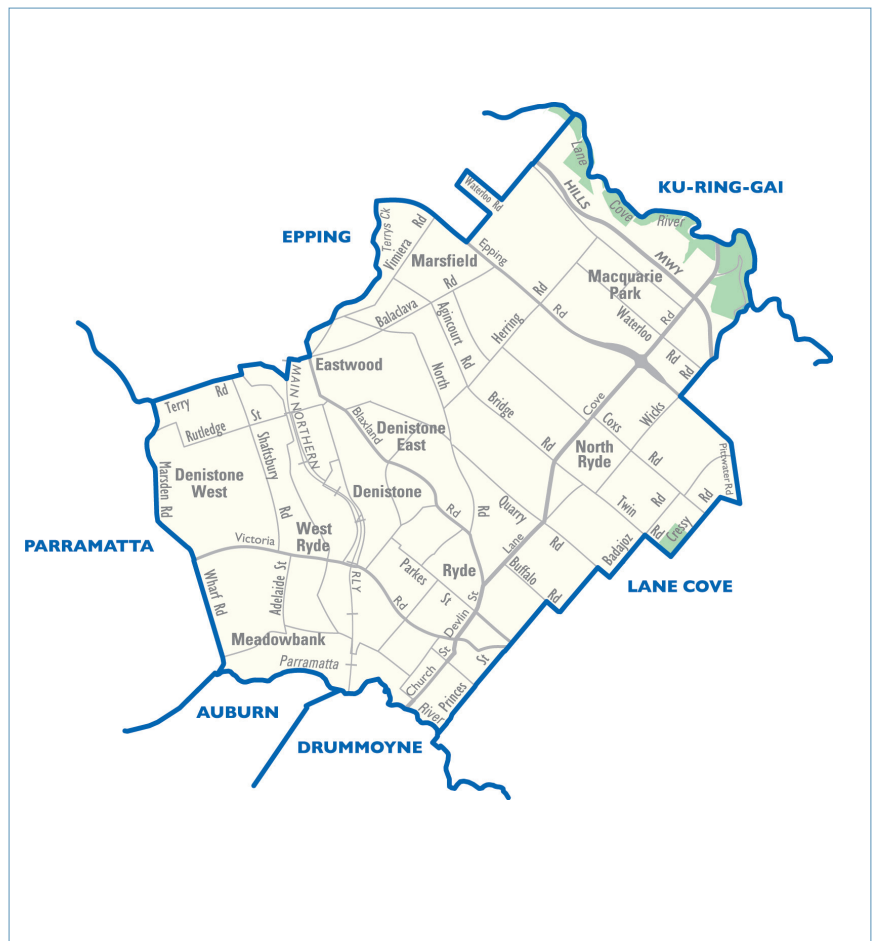 Lane
Cove
River
KU-RING-GAI
HILLS
MWY
Waterloo Rd
EPPING
Terrys Ck
Vimiera
Rd
Marsfield
Epping
Rd
Macquarie
Park
Balaclava
Rd
Agincourt
Rd
Herring
Rd
Waterloo
Rd
Rd
Rd
Eastwood
North
MAIN NORTHERN
Terry
Rd
Rutledge
St
Shaftsbury
Rd
Blaxland
Denistone
East
Bridge
Rd
Cove
Coxs
Rd
Wicks
Rd
Pittwater Rd
North
Ryde
Marsden Rd
Denistone
West
Denistone
Rd
Rd
Quarry
Rd
Twin
Rd
Cressy
Rd
Badajoz
PARRAMATTA
Victoria
West
Ryde
RLY
Parkes
St
Ryde
Lane
Buffalo
Rd
LANE COVE
Wharf Rd
Adelaide St
Rd
Devlin
St
Meadowbank
Parramatta
Church
St
Princes
St
River
AUBURN
DRUMMOYNE